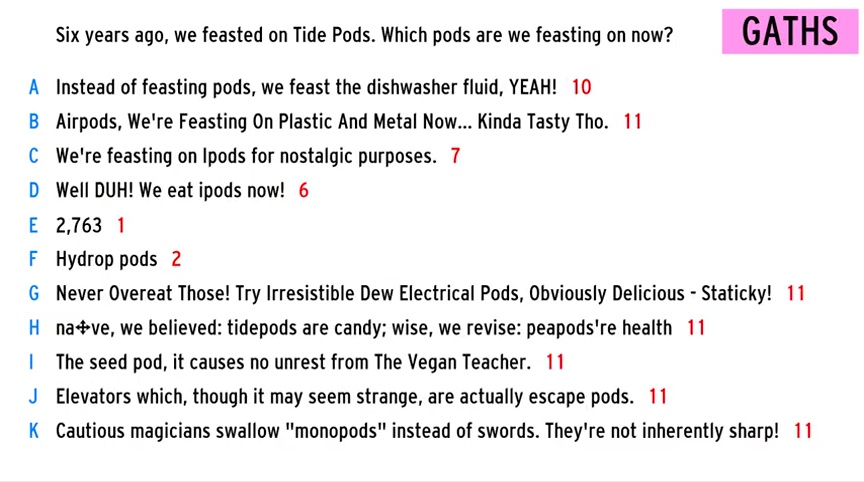 Six years ago, we feasted on Tide Pods. Which pods are we feasting on now?
GATHS
A Instead of feasting pods, we feast the dishwasher fluid, YEAH! 10
B Airpods, We're Feasting On Plastic And Metal Now... Kinda Tasty Tho. 11
C We're feasting on Ipods for nostalgic purposes. 7
D Well DUH! We eat ipods now! 6
E 2,763 1
F Hydrop pods 2
G Never Overeat Those! Try Irresistible Dew Electrical Pods, Obviously Delicious - Staticky! 11
H na✣ve, we believed: tidepods are candy; wise, we revise: peapods're health 11
I The seed pod, it causes no unrest from The Vegan Teacher. 11
J Elevators which, though it may seem strange, are actually escape pods. 11
K Cautious magicians swallow "monopods" instead of swords. They're not inherently sharp! 11